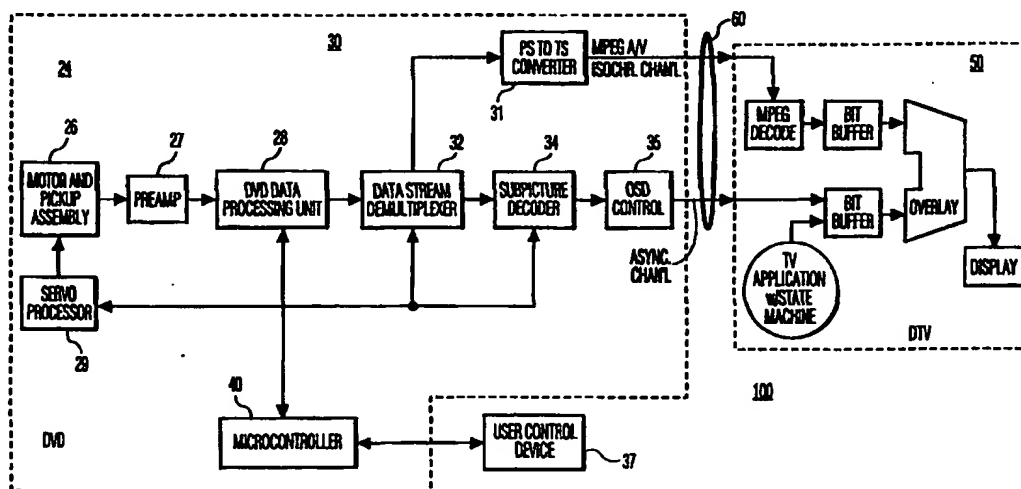 60
30
24
PS TO TS
CONVERTER
31
MPEG A/V
ISOCHR. CHAN'L
50
MPEG
DECODE
BIT
BUFFER
26
MOTOR AND
PICKUP
ASSEMBLY
27
PREAMP
28
DVD DATA
PROCESSING UNIT
32
DATA STREAM
DEMULTIPLEXER
34
SUBPICTURE
DECODER
35
OSD
CONTROL
BIT
BUFFER
OVERLAY
ASYNC.
CHAN'L
TV
APPLICATION
W/STATE
MACHINE
DISPLAY
SERVO
PROCESSOR
29
DTV
40
MICROCONTROLLER
100
DVD
USER CONTROL
DEVICE
37